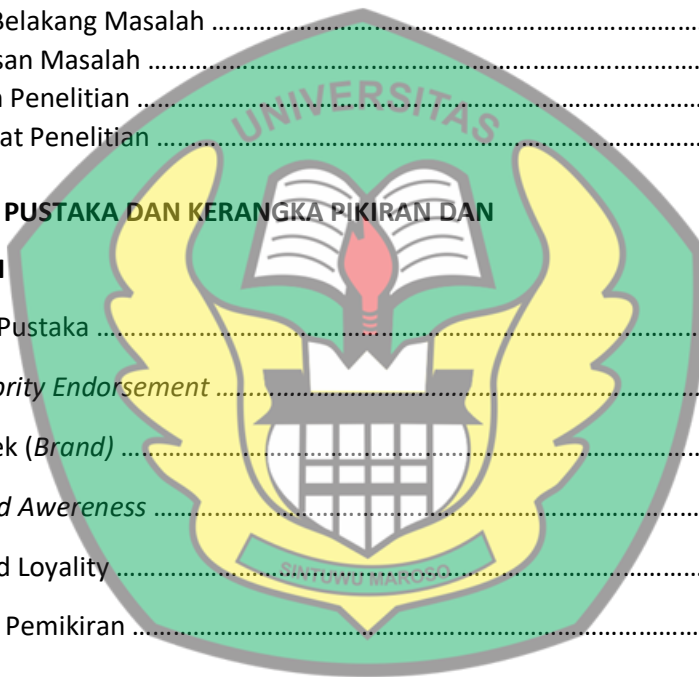 Belakang Masalah
san Masalah
Penelitian
at Penelitian
UNIVERSITAS
PUSTAKA DAN KERANGKA PIKIRAN DAN
Pustaka
rity Endorsement
ek (Brand)
d Awereness
d Loyality
SINTUWU MAROSO
Pemikiran